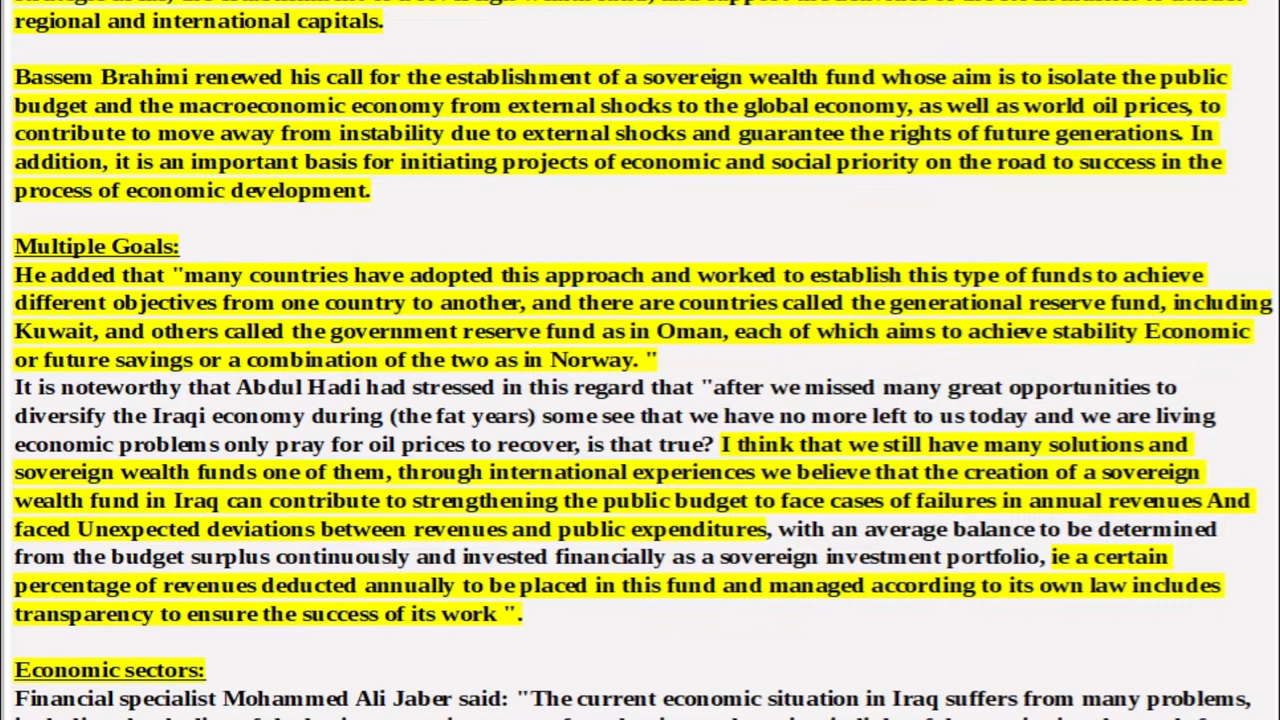 regional and international capitals.
Bassem Brahimi renewed his call for the establishment of a sovereign wealth fund whose aim is to isolate the public
budget and the macroeconomic economy from external shocks to the global economy, as well as world oil prices, to
contribute to move away from instability due to external shocks and guarantee the rights of future generations. In
addition, it is an important basis for initiating projects of economic and social priority on the road to success in the
process of economic development.
Multiple Goals:
He added that "many countries have adopted this approach and worked to establish this type of funds to achieve
different objectives from one country to another, and there are countries called the generational reserve fund, including
Kuwait, and others called the government reserve fund as in Oman, each of which aims to achieve stability Economic
or future savings or a combination of the two as in Norway. "
It is noteworthy that Abdul Hadi had stressed in this regard that "after we missed many great opportunities to
diversify the Iraqi economy during (the fat years) some see that we have no more left to us today and we are living
economic problems only pray for oil prices to recover, is that true? I think that we still have many solutions and
sovereign wealth funds one of them, through international experiences we believe that the creation of a sovereign
wealth fund in Iraq can contribute to strengthening the public budget to face cases of failures in annual revenues And
faced Unexpected deviations between revenues and public expenditures, with an average balance to be determined
from the budget surplus continuously and invested financially as a sovereign investment portfolio, ie a certain
percentage of revenues deducted annually to be placed in this fund and managed according to its own law includes
transparency to ensure the success of its work ".
Economic sectors:
Financial specialist Mohammed Ali Jaber said: "The current economic situation in Iraq suffers from many problems,